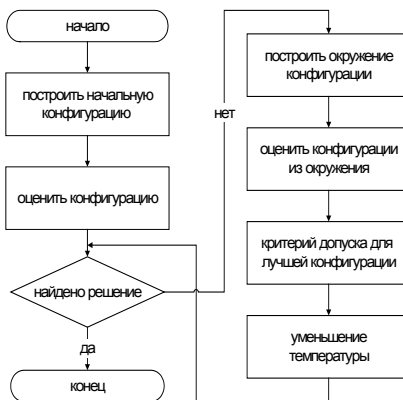 начало
построить начальную
конфигурацию
оценить конфигурацию
найдено решение
да
конец
нет
построить окружение
конфигурации
оценить конфигурации
из окружения
критерий допуска для
лучшей конфигурации
уменьшение
температуры